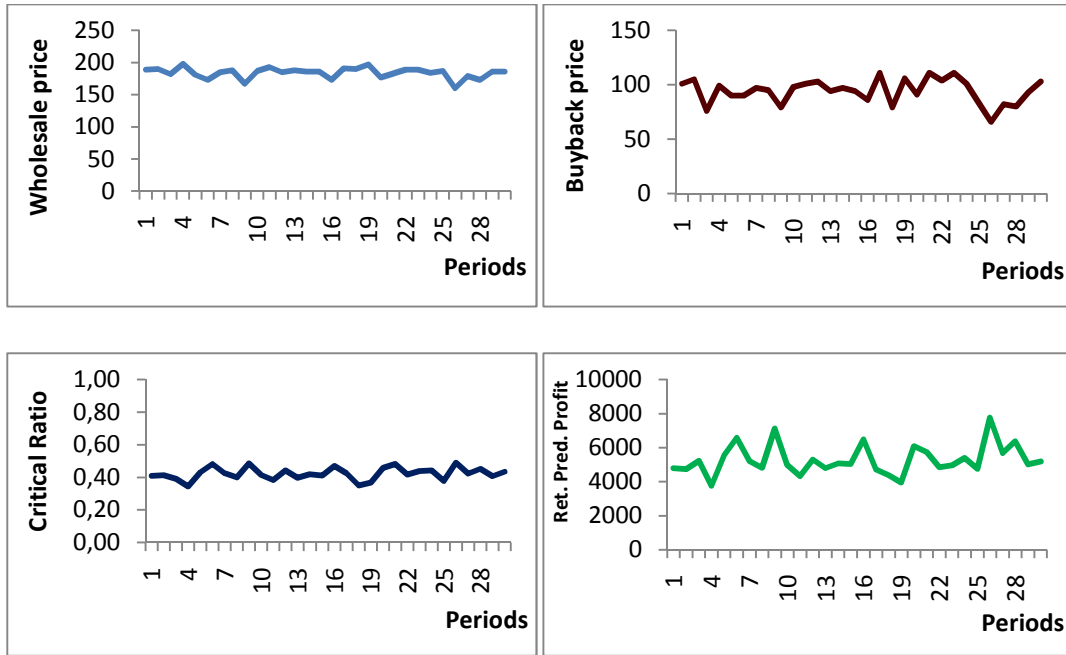 Wholesale price
250
200
150
100
50
0
1 4 7 10 13 16 19 22 25 28
Periods
Buyback price
150
100
50
0
1 4 7 10 13 16 19 22 25 28
Periods
Critical Ratio
1,00
0,80
0,60
0,40
0,20
0,00
1 4 7 10 13 16 19 22 25 28
Periods
Ret. Pred. Profit
10000
8000
6000
4000
2000
0
1 4 7 10 13 16 19 22 25 28
Periods